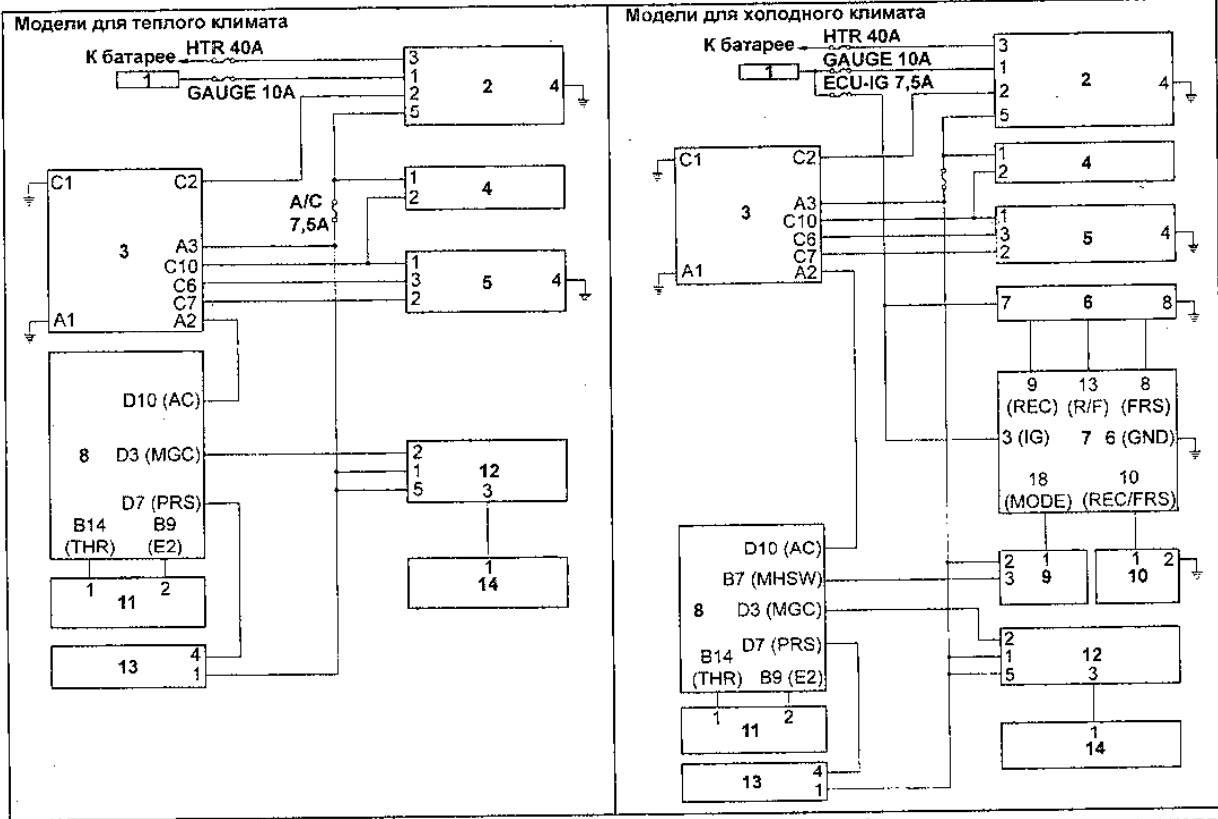 Модели для теплого климата
К батарее
HTR 40A
1
GAUGE 10A
3
1
2
5
2
4
C1
C2
3
A3
C10
C6
C7
A1
A2
A/C
7,5A
1
2
4
1
3
2
5
4
D10 (AC)
8
D3 (MGC)
D7 (PRS)
B14
(THR)
B9
(E2)
1
2
11
13
4
1
2
1
5
12
3
1
14
Модели для холодного климата
К батарее
HTR 40A
1
GAUGE 10A
ECU-IG 7,5A
3
1
2
5
2
4
C1
C2
3
A3
C10
C6
C7
A1
A2
1
2
4
1
3
2
5
4
7
6
8
9
(REC)
13
(R/F)
8
(FRS)
3 (IG)
7
6 (GND)
18
(MODE)
10
(REC/FRS)
2
3
1
9
1
2
10
D10 (AC)
B7 (MHSW)
8
D3 (MGC)
D7 (PRS)
B14
(THR)
B9 (E2)
1
2
11
13
4
1
2
1
5
12
3
1
14